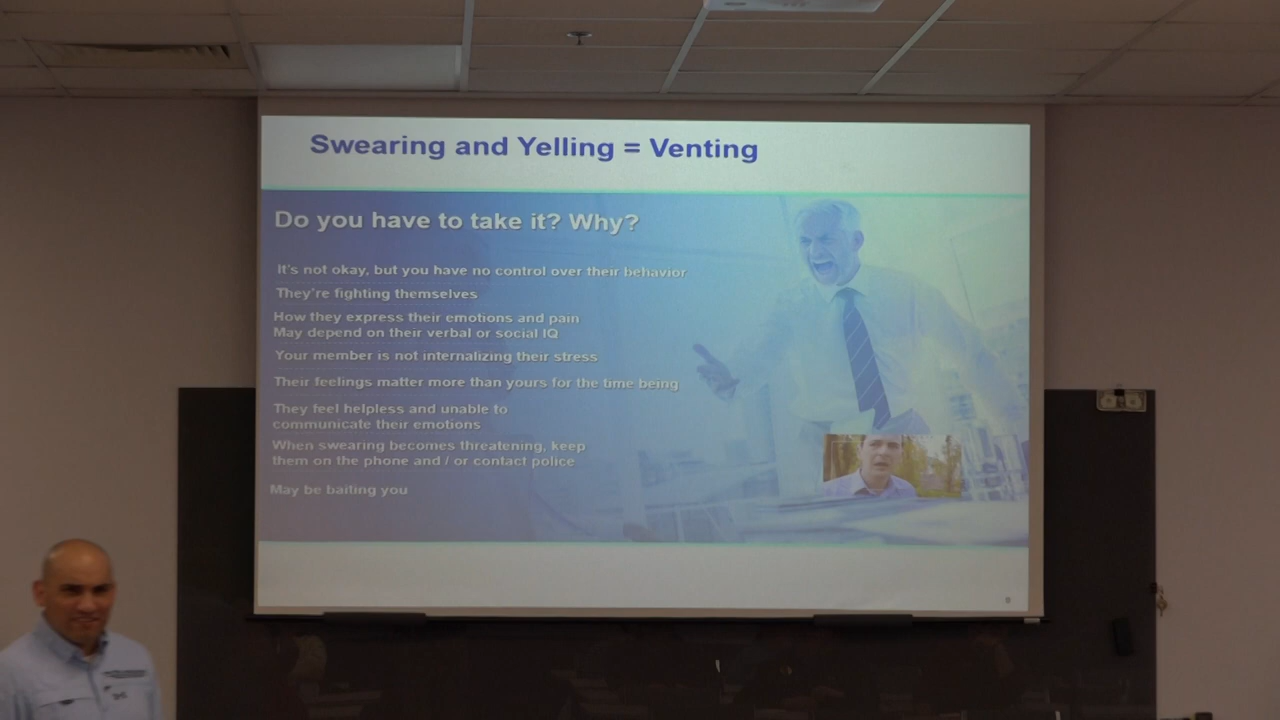 Swearing and Yelling = Venting
Do you have to take it? Why?
It's not okay, but you have no control over their behavior
They're fighting themselves
How they express their emotions and pain
May depend on their verbal or social IQ
Your member is not internalizing their stress
Their feelings matter more than yours for the time being
They feel helpless and unable to
communicate their emotions
When swearing becomes threatening, keep
them on the phone and / or contact police
May be baiting you